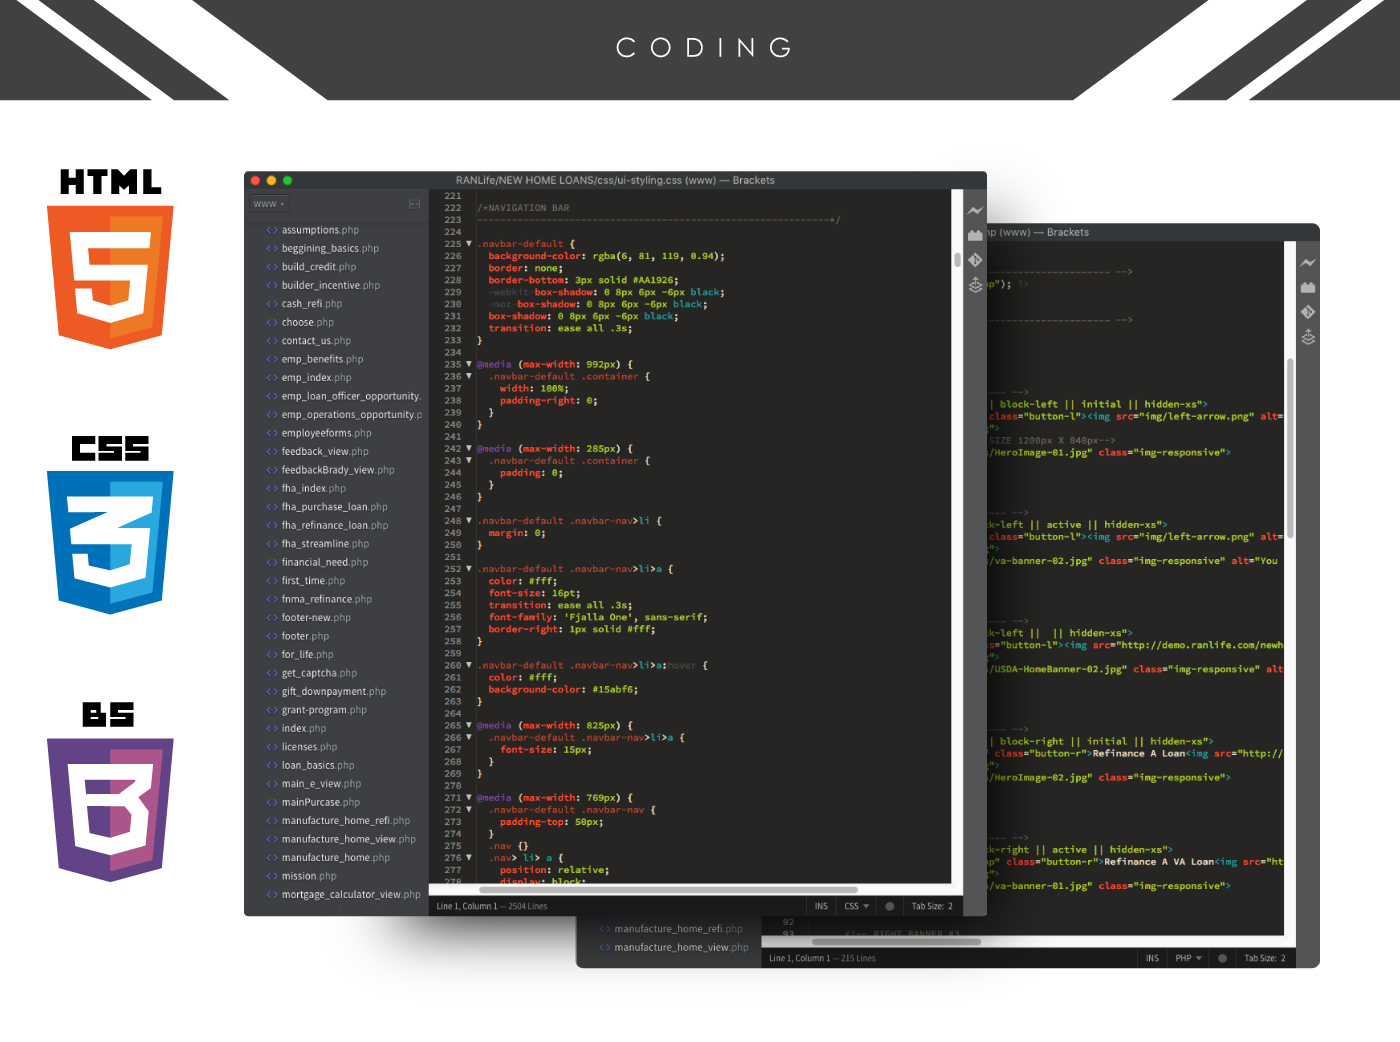 CODING
HTML
5
CSS
3
BS
B
RANLife/NEW HOME LOANS/css/ui-styling.css (www) — Brackets
www
assumptions.php
beggining_basics.php
build_credit.php
builder_incentive.php
cash_refi.php
choose.php
contact_us.php
emp_benefits.php
emp_index.php
emp_loan_officer_opportunity.
emp_operations_opportunity.p
employeeforms.php
feedback_view.php
feedbackBrady_view.php
fha_index.php
fha_purchase_loan.php
fha_refinance_loan.php
fha_streamline.php
financial_need.php
first_time.php
fnma_refinance.php
footer-new.php
footer.php
for_life.php
get_captcha.php
gift_downpayment.php
grant-program.php
index.php
licenses.php
loan_basics.php
main_e_view.php
mainPurcase.php
manufacture_home_refi.php
manufacture_home_view.php
manufacture_home.php
mission.php
mortgage_calculator_view.php
221
222 /*NAVIGATION BAR
223 --------------------------------------------------------------*/
224
225 .navbar-default {
226 background-color: rgba(6, 81, 119, 0.94);
227 border: none;
228 border-bottom: 3px solid #AA1926;
229 -webkit-box-shadow: 0 8px 6px -6px black;
230 -moz-box-shadow: 0 8px 6px -6px black;
231 box-shadow: 0 8px 6px -6px black;
232 transition: ease all .3s;
233 }
234
235 @media (max-width: 992px) {
236 .navbar-default .container {
237 width: 100%;
238 padding-right: 0;
239 }
240 }
241
242 @media (max-width: 285px) {
243 .navbar-default .container {
244 padding: 0;
245 }
246 }
247
248 .navbar-default .navbar-nav>li {
249 margin: 0;
250 }
251
252 .navbar-default .navbar-nav>li>a {
253 color: #fff;
254 font-size: 16pt;
255 transition: ease all .3s;
256 font-family: 'Fjalla One', sans-serif;
257 border-right: 1px solid #fff;
258 }
259
260 .navbar-default .navbar-nav>li>a:hover {
261 color: #fff;
262 background-color: #15abf6;
263 }
264
265 @media (max-width: 825px) {
266 .navbar-default .navbar-nav>li>a {
267 font-size: 15px;
268 }
269 }
270
271 @media (max-width: 769px) {
272 .navbar-default .navbar-nav {
273 padding-top: 50px;
274 }
275 .nav {}
276 .nav> li> a {
277 position: relative;
278 display: block;
Line 1, Column 1 — 2504 Lines
INS CSS Tab Size: 2
hp (www) — Brackets
---------------------- -->
p"); ?>
---------------------- -->
---- -->
| block-left || initial || hidden-xs">
class="button-l"><img src="img/left-arrow.png" alt=
">
SIZE 1200px X 840px-->
/HeroImage-01.jpg" class="img-responsive">
---- -->
k-left || active || hidden-xs">
class="button-l"><img src="img/left-arrow.png" alt=
">
/va-banner-02.jpg" class="img-responsive" alt="You
---- -->
k-left || || hidden-xs">
s="button-l"><img src="http://demo.ranlife.com/newh
">
/USDA-HomeBanner-02.jpg" class="img-responsive" alt
---- -->
| block-right || initial || hidden-xs">
class="button-r">Refinance A Loan<img src="http://
">
/HeroImage-02.jpg" class="img-responsive">
---- -->
k-right || active || hidden-xs">
op" class="button-r">Refinance A VA Loan<img src="ht
">
/va-banner-01.jpg" class="img-responsive">
manufacture_home_refi.php
manufacture_home_view.php
92
93 RIGHT BANNER #3
Line 1, Column 1 — 215 Lines
INS PHP Tab Size: 2